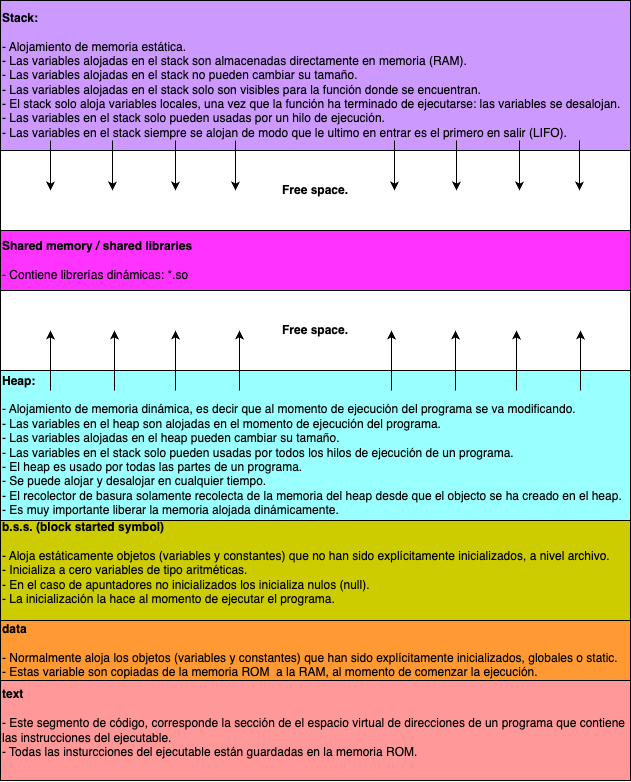 Stack:
- Alojamiento de memoria estática.
- Las variables alojadas en el stack son almacenadas directamente en memoria (RAM).
- Las variables alojadas en el stack no pueden cambiar su tamaño.
- Las variables alojadas en el stack solo son visibles para la función donde se encuentran.
- El stack solo aloja variables locales, una vez que la función ha terminado de ejecutarse: las variables se desalojan.
- Las variables en el stack solo pueden usadas por un hilo de ejecución.
- Las variables en el stack siempre se alojan de modo que le ultimo en entrar es el primero en salir (LIFO).
Free space.
Shared memory / shared libraries
- Contiene librerías dinámicas: *.so
Free space.
Heap:
- Alojamiento de memoria dinámica, es decir que al momento de ejecución del programa se va modificando.
- Las variables en el heap son alojadas en el momento de ejecución del programa.
- Las variables alojadas en el heap pueden cambiar su tamaño.
- Las variables en el stack solo pueden usadas por todos los hilos de ejecución de un programa.
- El heap es usado por todas las partes de un programa.
- Se puede alojar y desalojar en cualquier tiempo.
- El recolector de basura solamente recolecta de la memoria del heap desde que el objecto se ha creado en el heap.
- Es muy importante liberar la memoria alojada dinámicamente.
b.s.s. (block started symbol)
- Aloja estáticamente objetos (variables y constantes) que no han sido explícitamente inicializados, a nivel archivo.
- Inicializa a cero variables de tipo aritméticas.
- En el caso de apuntadores no inicializados los inicializa nulos (null).
- La inicialización la hace al momento de ejecutar el programa.
data
- Normalmente aloja los objetos (variables y constantes) que han sido explícitamente inicializados, globales o static.
- Estas variable son copiadas de la memoria ROM a la RAM, al momento de comenzar la ejecución.
text
- Este segmento de código, corresponde la sección de el espacio virtual de direcciones de un programa que contiene
las instrucciones del ejecutable.
- Todas las insturcciones del ejecutable están guardadas en la memoria ROM.